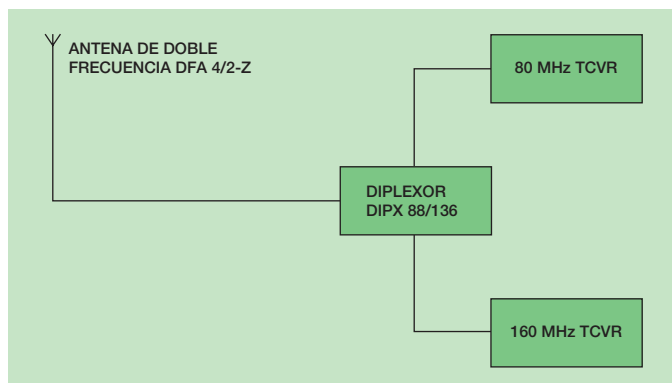 ANTENA DE DOBLE
FRECUENCIA DFA 4/2-Z
80 MHz TCVR
DIPLEXOR
DIPX 88/136
160 MHz TCVR